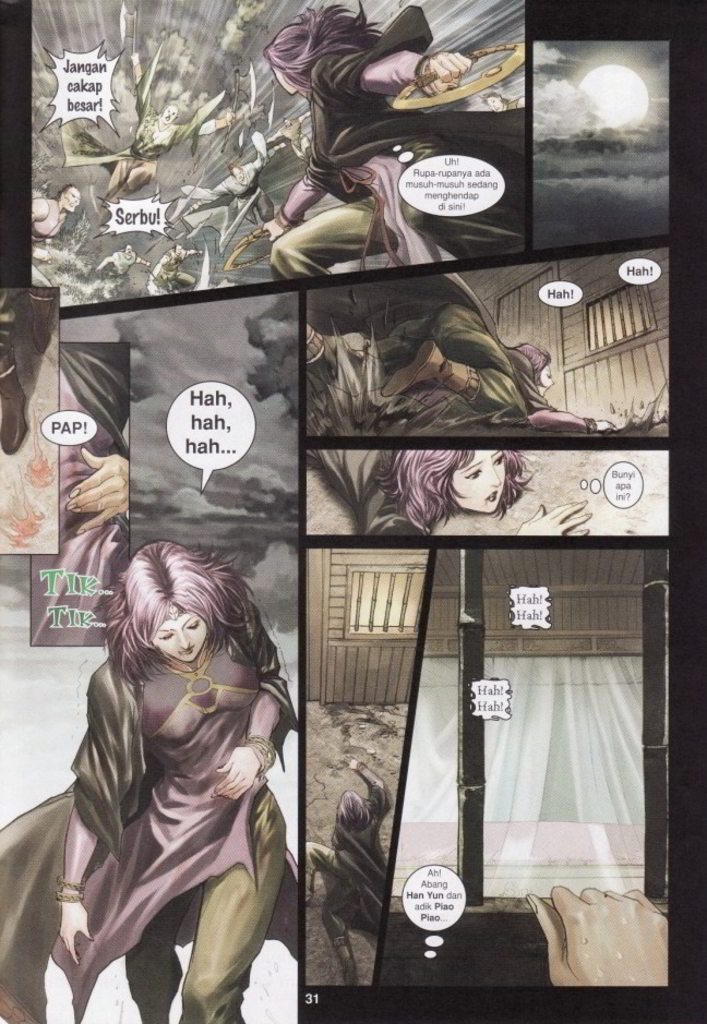 Jangan
cakap
besar!
Serbu!
Uh!
Rupa-rupanya ada
musuh-musuh sedang
menghendap
di sini!
PAP!
TIK...
TIK...
Hah,
hah,
hah...
Hah!
Hah!
Bunyi
apa
ini?
Hah!
Hah!
Hah!
Hah!
Ah!
Abang
Han Yun dan
adik Piao
Piao...
31